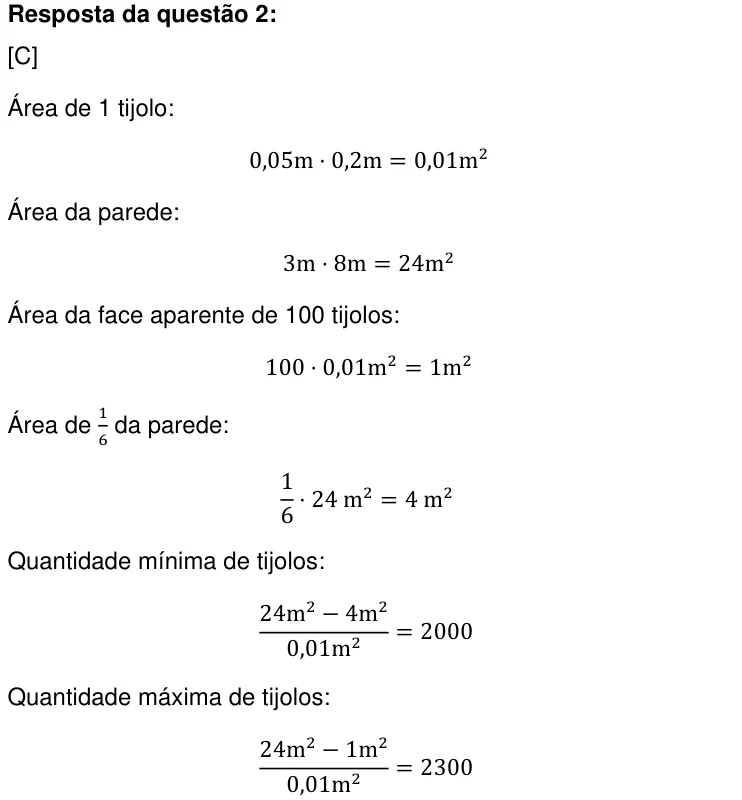 Resposta da questão 2:
[C]
Área de 1 tijolo:
0,05m · 0,2m = 0,01m²
Área da parede:
3m · 8m = 24m²
Área da face aparente de 100 tijolos:
100 · 0,01m² = 1m²
Área de 1/6 da parede:
1/6 · 24 m² = 4 m²
Quantidade mínima de tijolos:
(24m² − 4m²)/(0,01m²) = 2000
Quantidade máxima de tijolos:
(24m² − 1m²)/(0,01m²) = 2300